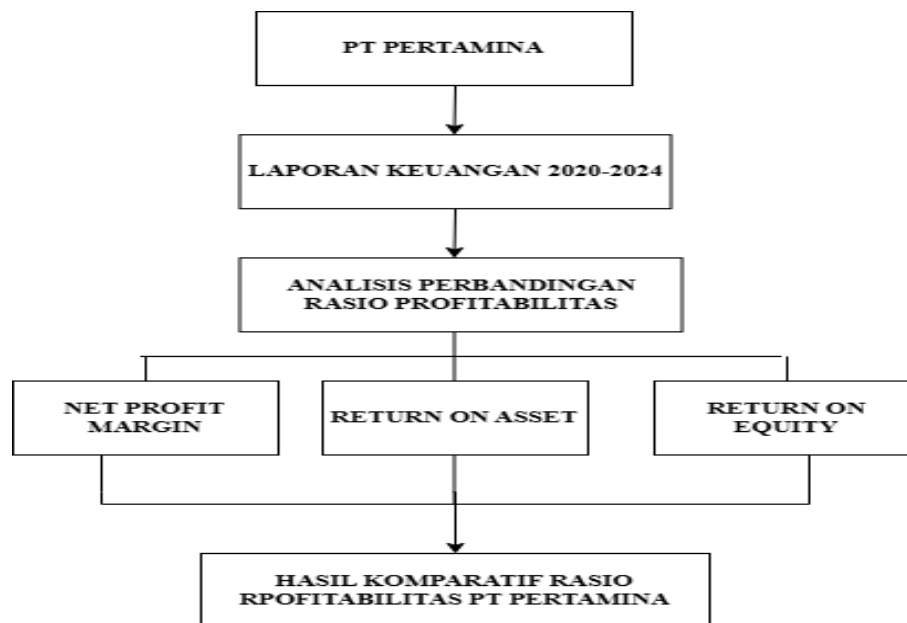 PT PERTAMINA
LAPORAN KEUANGAN 2020-2024
ANALISIS PERBANDINGAN
RASIO PROFITABILITAS
NET PROFIT
MARGIN
RETURN ON ASSET
RETURN ON
EQUITY
HASIL KOMPARATIF RASIO
RPOFITABILITAS PT PERTAMINA